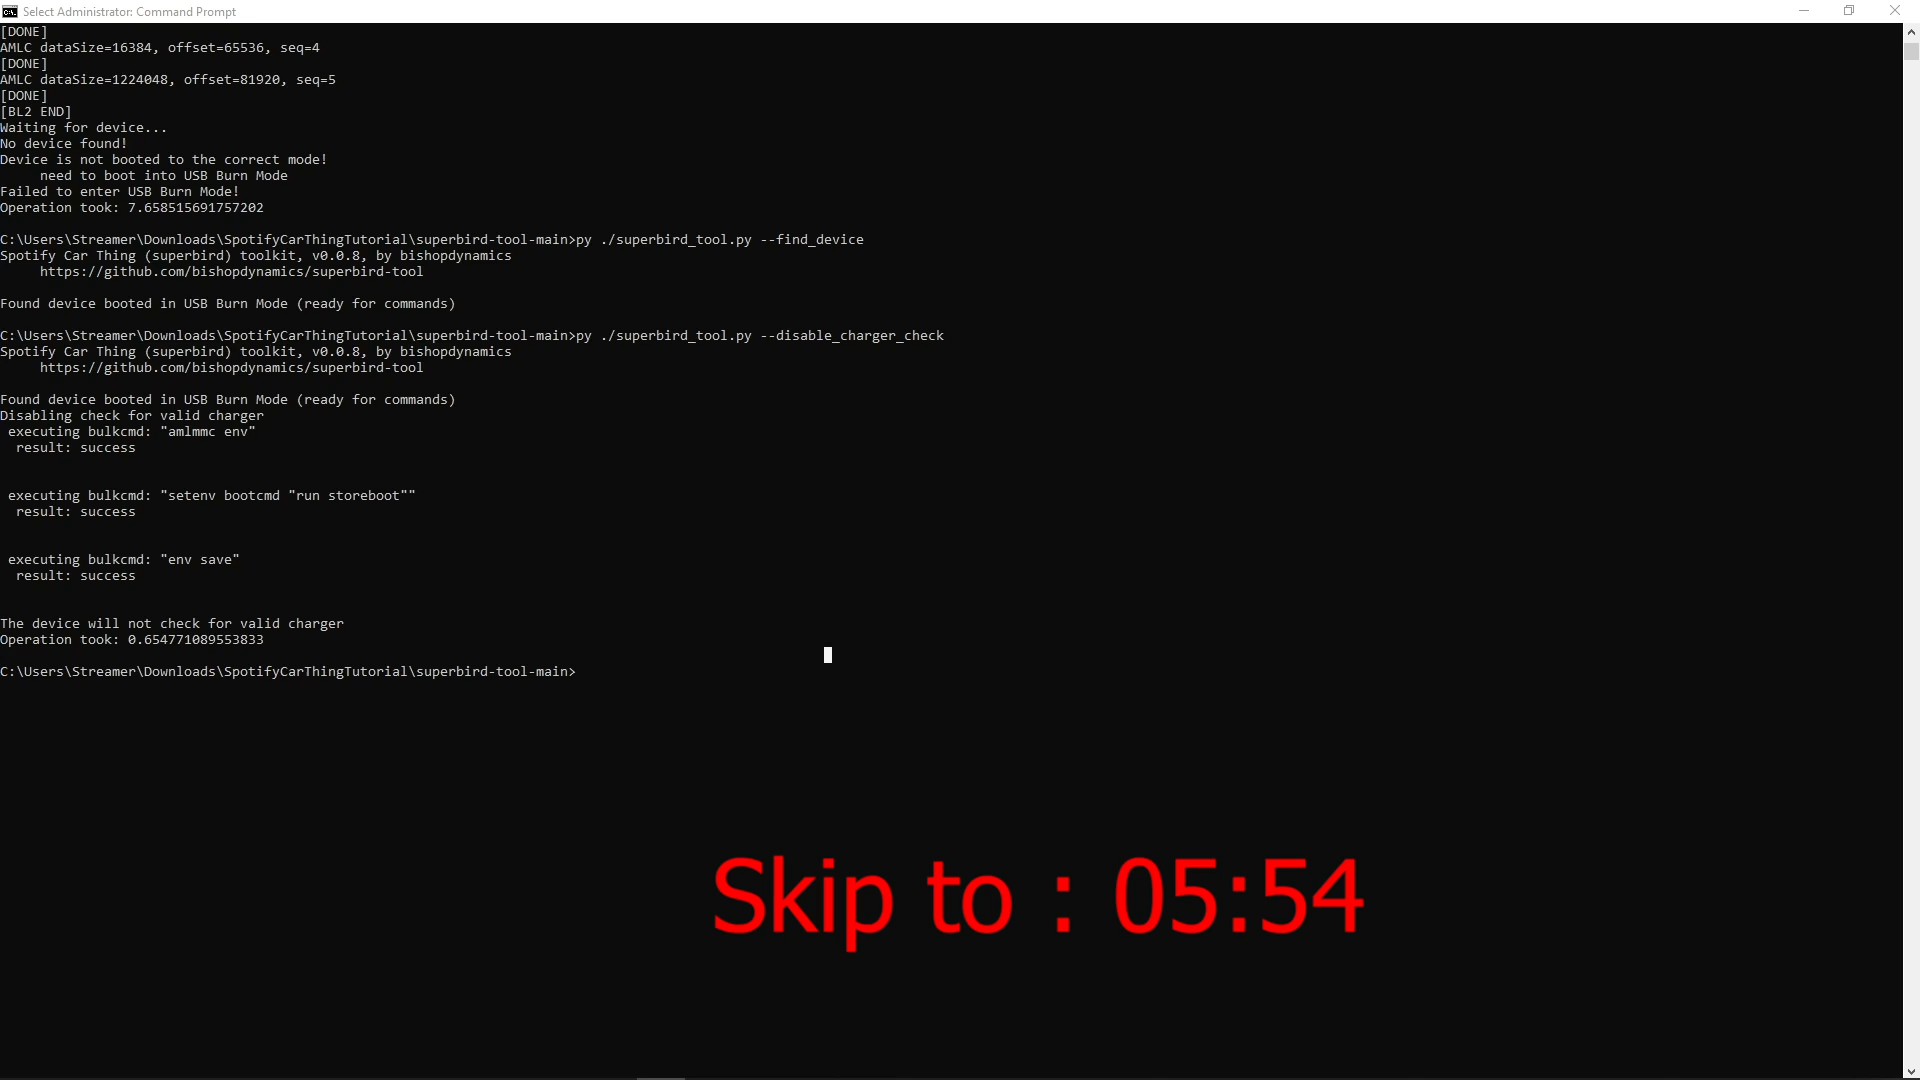 Select Administrator: Command Prompt
[DONE]
AMLC dataSize=16384, offset=65536, seq=4
[DONE]
AMLC dataSize=1224048, offset=81920, seq=5
[DONE]
[BL2 END]
Waiting for device...
No device found!
Device is not booted to the correct mode!
need to boot into USB Burn Mode
Failed to enter USB Burn Mode!
Operation took: 7.658515691757202
C:\Users\Streamer\Downloads\SpotifyCarThingTutorial\superbird-tool-main>py ./superbird_tool.py --find_device
Spotify Car Thing (superbird) toolkit, v0.0.8, by bishopdynamics
https://github.com/bishopdynamics/superbird-tool
Found device booted in USB Burn Mode (ready for commands)
C:\Users\Streamer\Downloads\SpotifyCarThingTutorial\superbird-tool-main>py ./superbird_tool.py --disable_charger_check
Spotify Car Thing (superbird) toolkit, v0.0.8, by bishopdynamics
https://github.com/bishopdynamics/superbird-tool
Found device booted in USB Burn Mode (ready for commands)
Disabling check for valid charger
executing bulkcmd: "amlmmc env"
result: success
executing bulkcmd: "setenv bootcmd "run storeboot""
result: success
executing bulkcmd: "env save"
result: success
The device will not check for valid charger
Operation took: 0.654771089553833
C:\Users\Streamer\Downloads\SpotifyCarThingTutorial\superbird-tool-main>
Skip to : 05:54